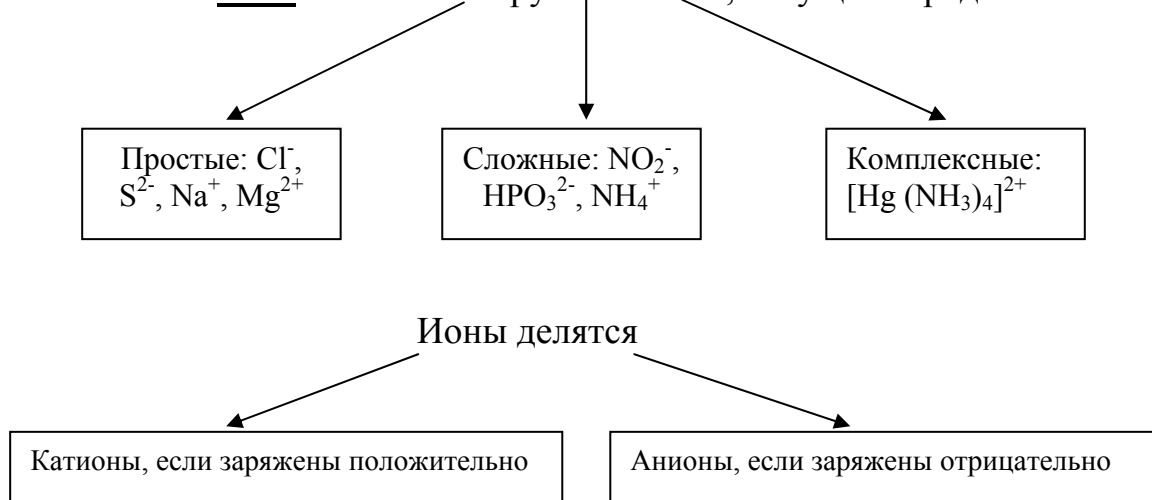 Простые: Cl⁻,
S²⁻, Na⁺, Mg²⁺
Сложные: NO₂⁻,
HPO₃²⁻, NH₄⁺
Комплексные:
[Hg (NH₃)₄]²⁺
Ионы делятся
Катионы, если заряжены положительно
Анионы, если заряжены отрицательно